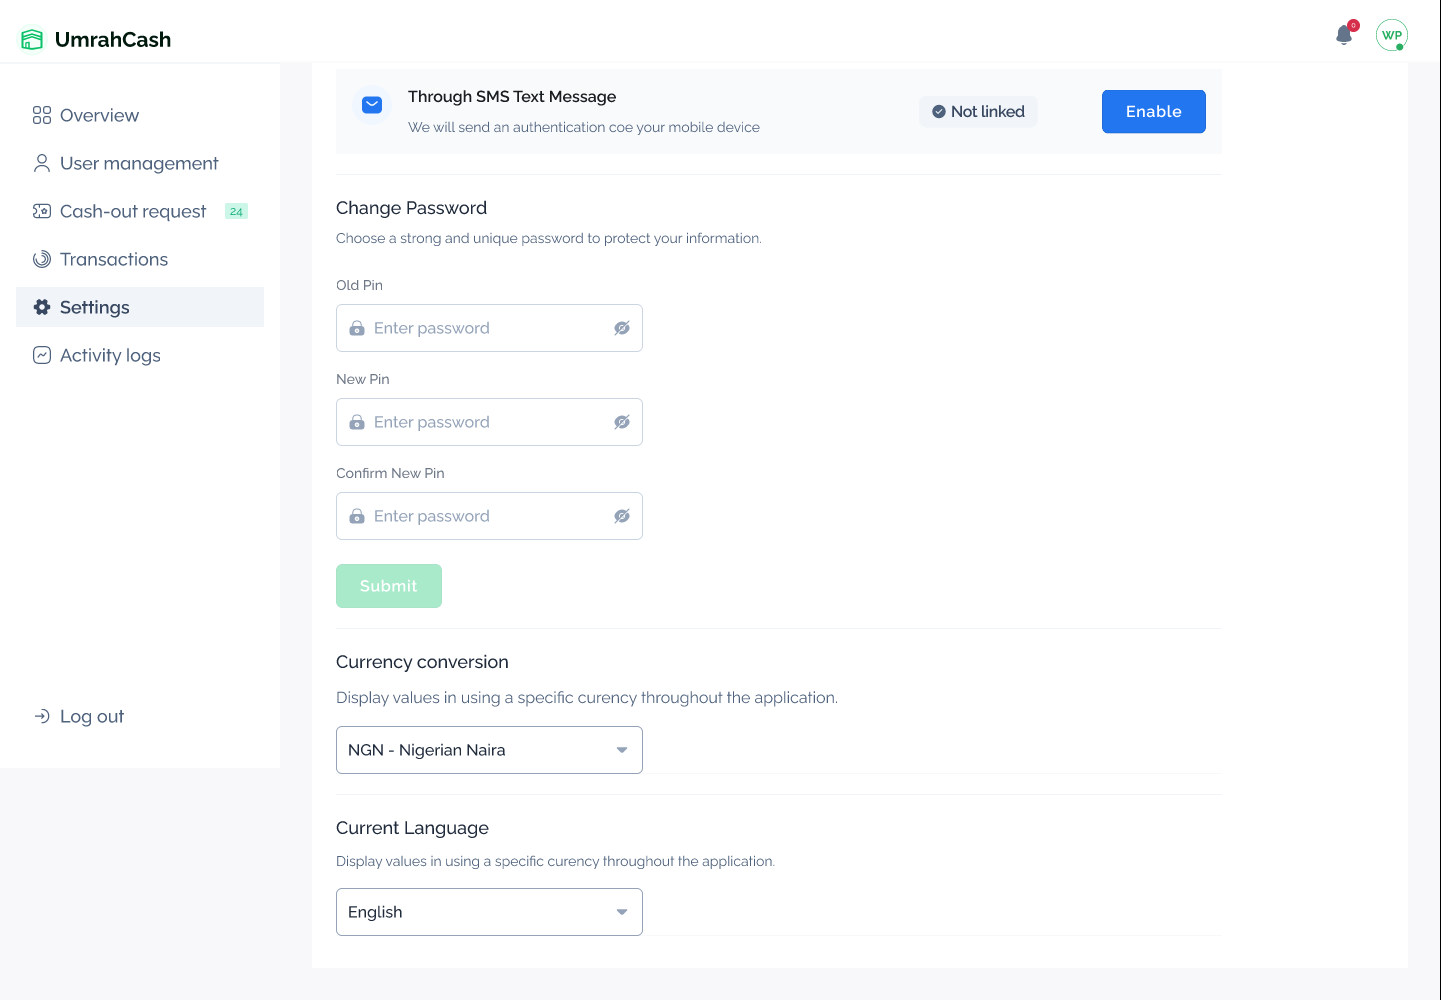 UmrahCash
0
WP
Overview
User management
Cash-out request 24
Transactions
Settings
Activity logs
Log out
Through SMS Text Message
We will send an authentication coe your mobile device
Not linked
Enable
Change Password
Choose a strong and unique password to protect your information.
Old Pin
Enter password
New Pin
Enter password
Confirm New Pin
Enter password
Submit
Currency conversion
Display values in using a specific curency throughout the application.
NGN - Nigerian Naira
Current Language
Display values in using a specific curency throughout the application.
English